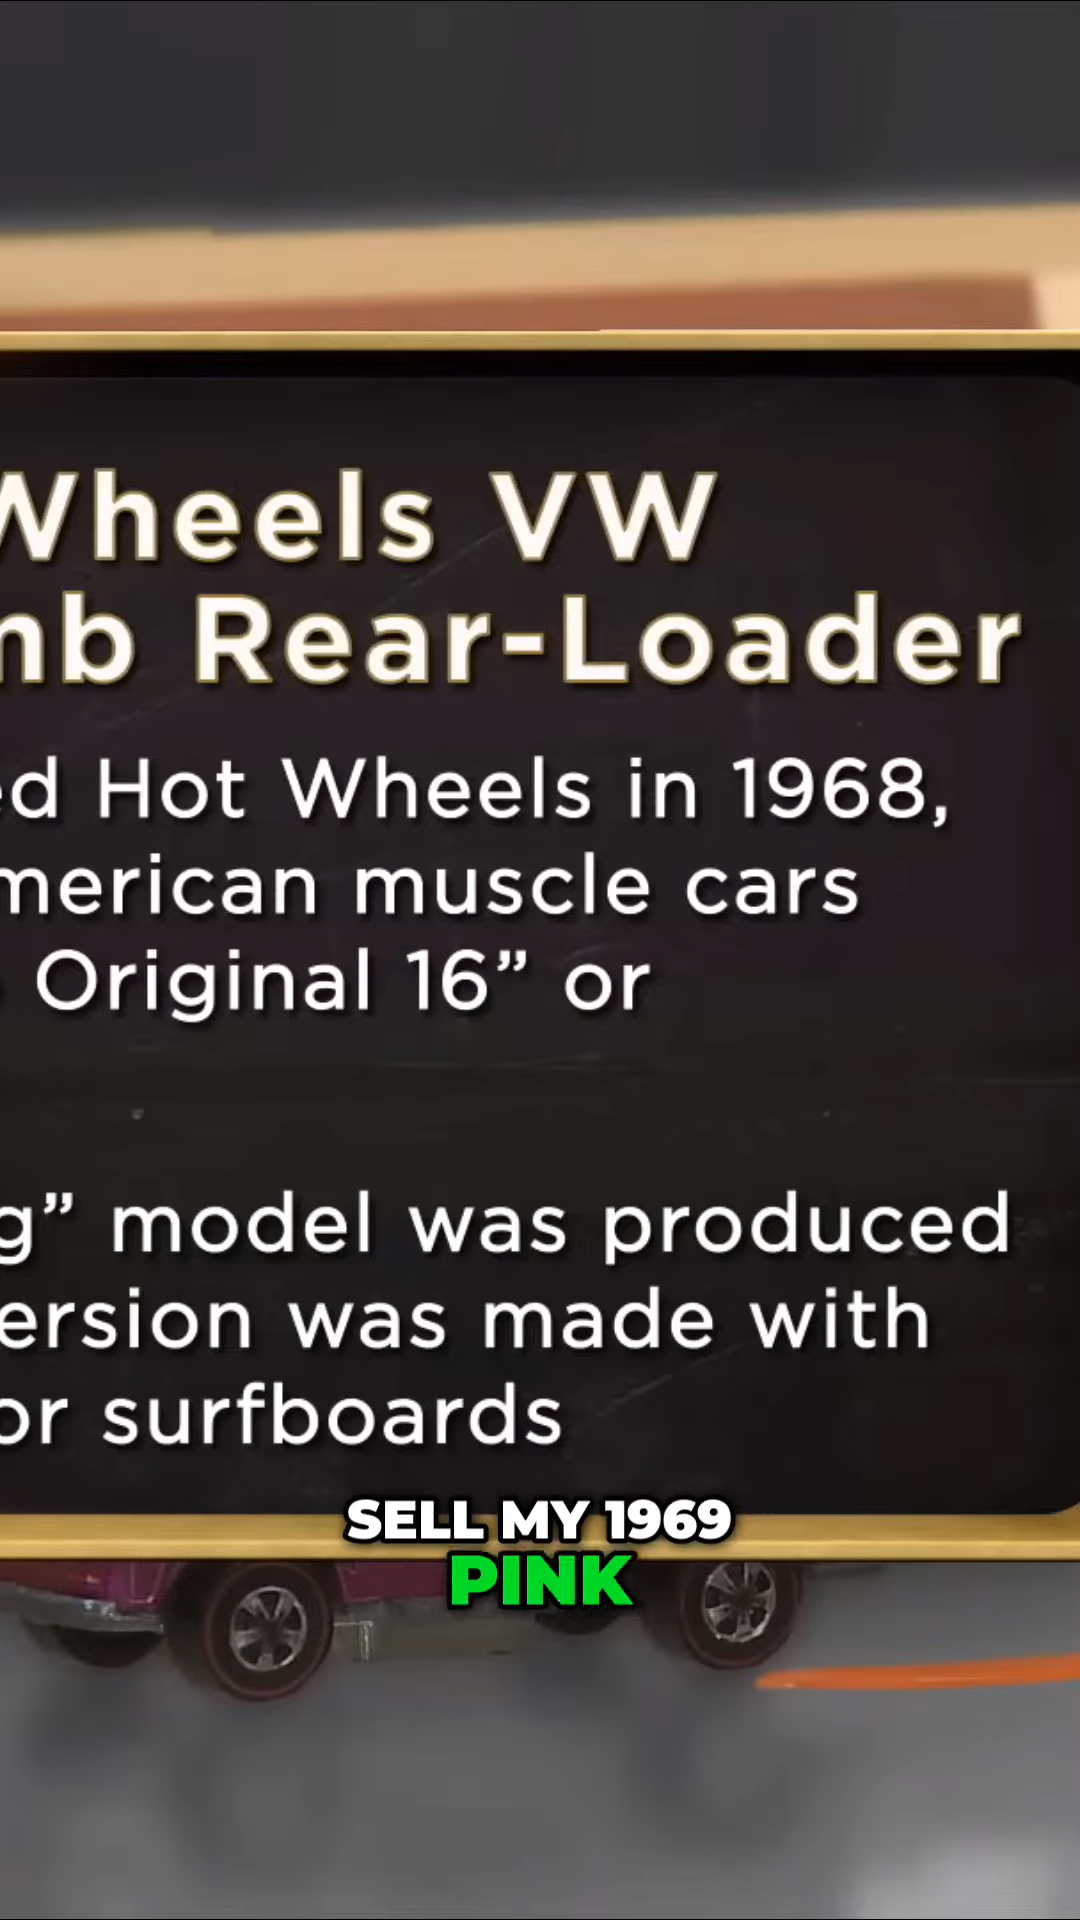 Wheels VW
mb Rear-Loader
ed Hot Wheels in 1968,
merican muscle cars
Original 16” or
g” model was produced
ersion was made with
or surfboards
SELL MY 1969
PINK